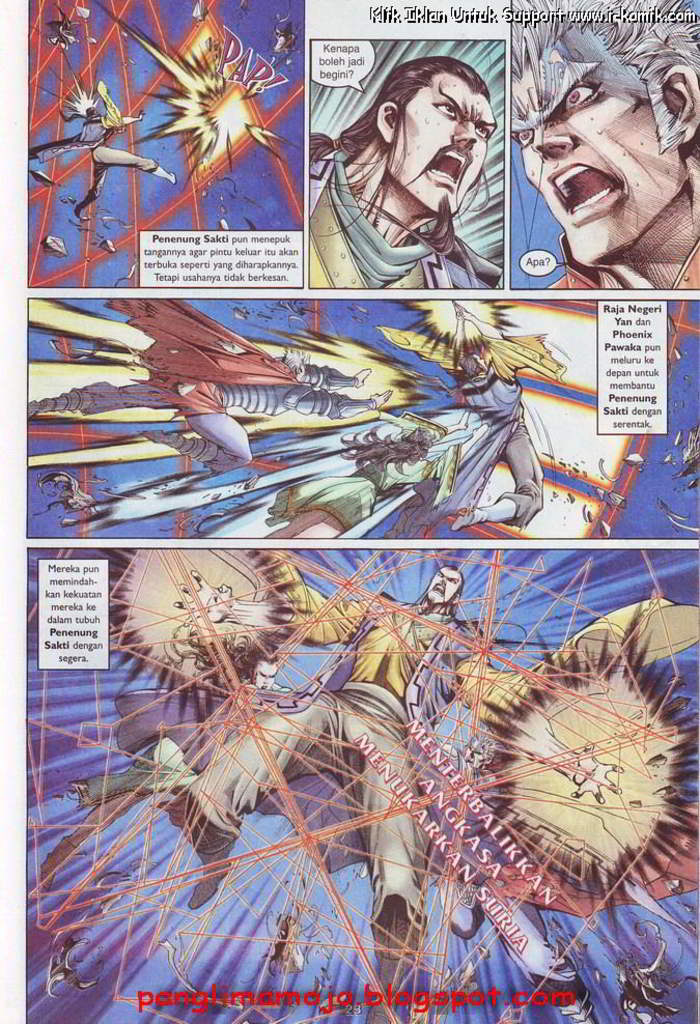 Klik Iklan Untuk Support www.i-komik.com
PAP!
Penenung Sakti pun menepuk
tangannya agar pintu keluar itu akan
terbuka seperti yang diharapkannya.
Tetapi usahanya tidak berkesan.
Kenapa
boleh jadi
begini?
Apa?
Raja Negeri
Yan dan
Phoenix
Pawaka pun
meluru ke
depan untuk
membantu
Penenung
Sakti dengan
serentak.
Mereka pun
memindah-
kan kekuatan
mereka ke
dalam tubuh
Penenung
Sakti dengan
segera.
MENTERBALIKKAN
ANGKASA
MENUKARKAN SURIA
panglimamojo.blogspot.com
23